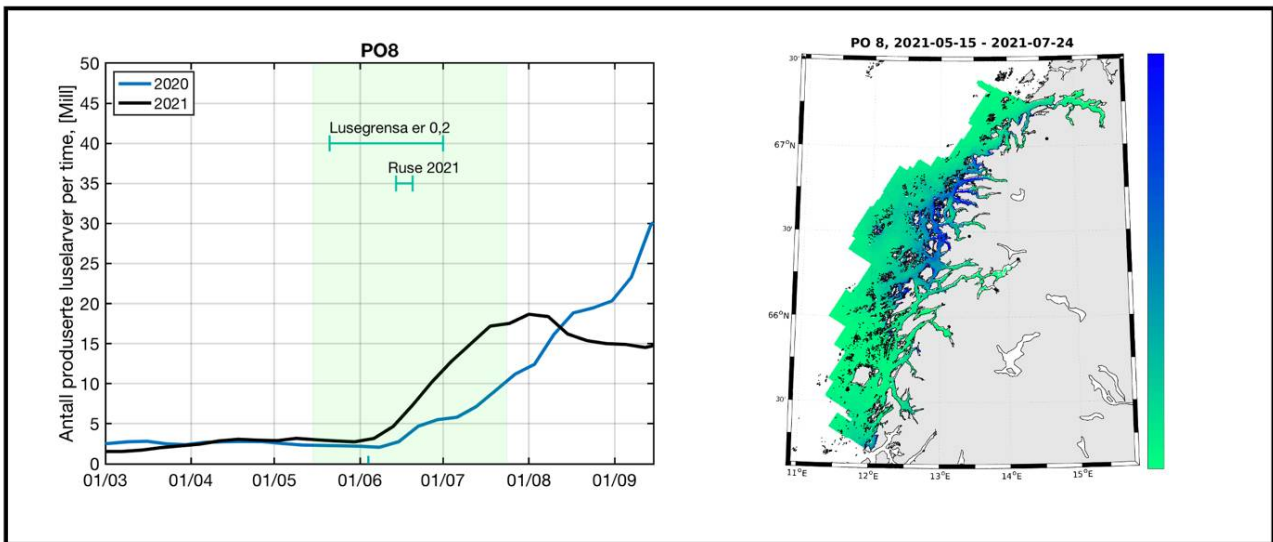 PO8
Antall produserte luselarver per time, [Mill]
50
45
40
35
30
25
20
15
10
5
0
2020
2021
Lusegrensa er 0,2
Ruse 2021
01/03 01/04 01/05 01/06 01/07 01/08 01/09
PO 8, 2021-05-15 - 2021-07-24
30'
67°N
30'
66°N
30'
11°E 12°E 13°E 14°E 15°E